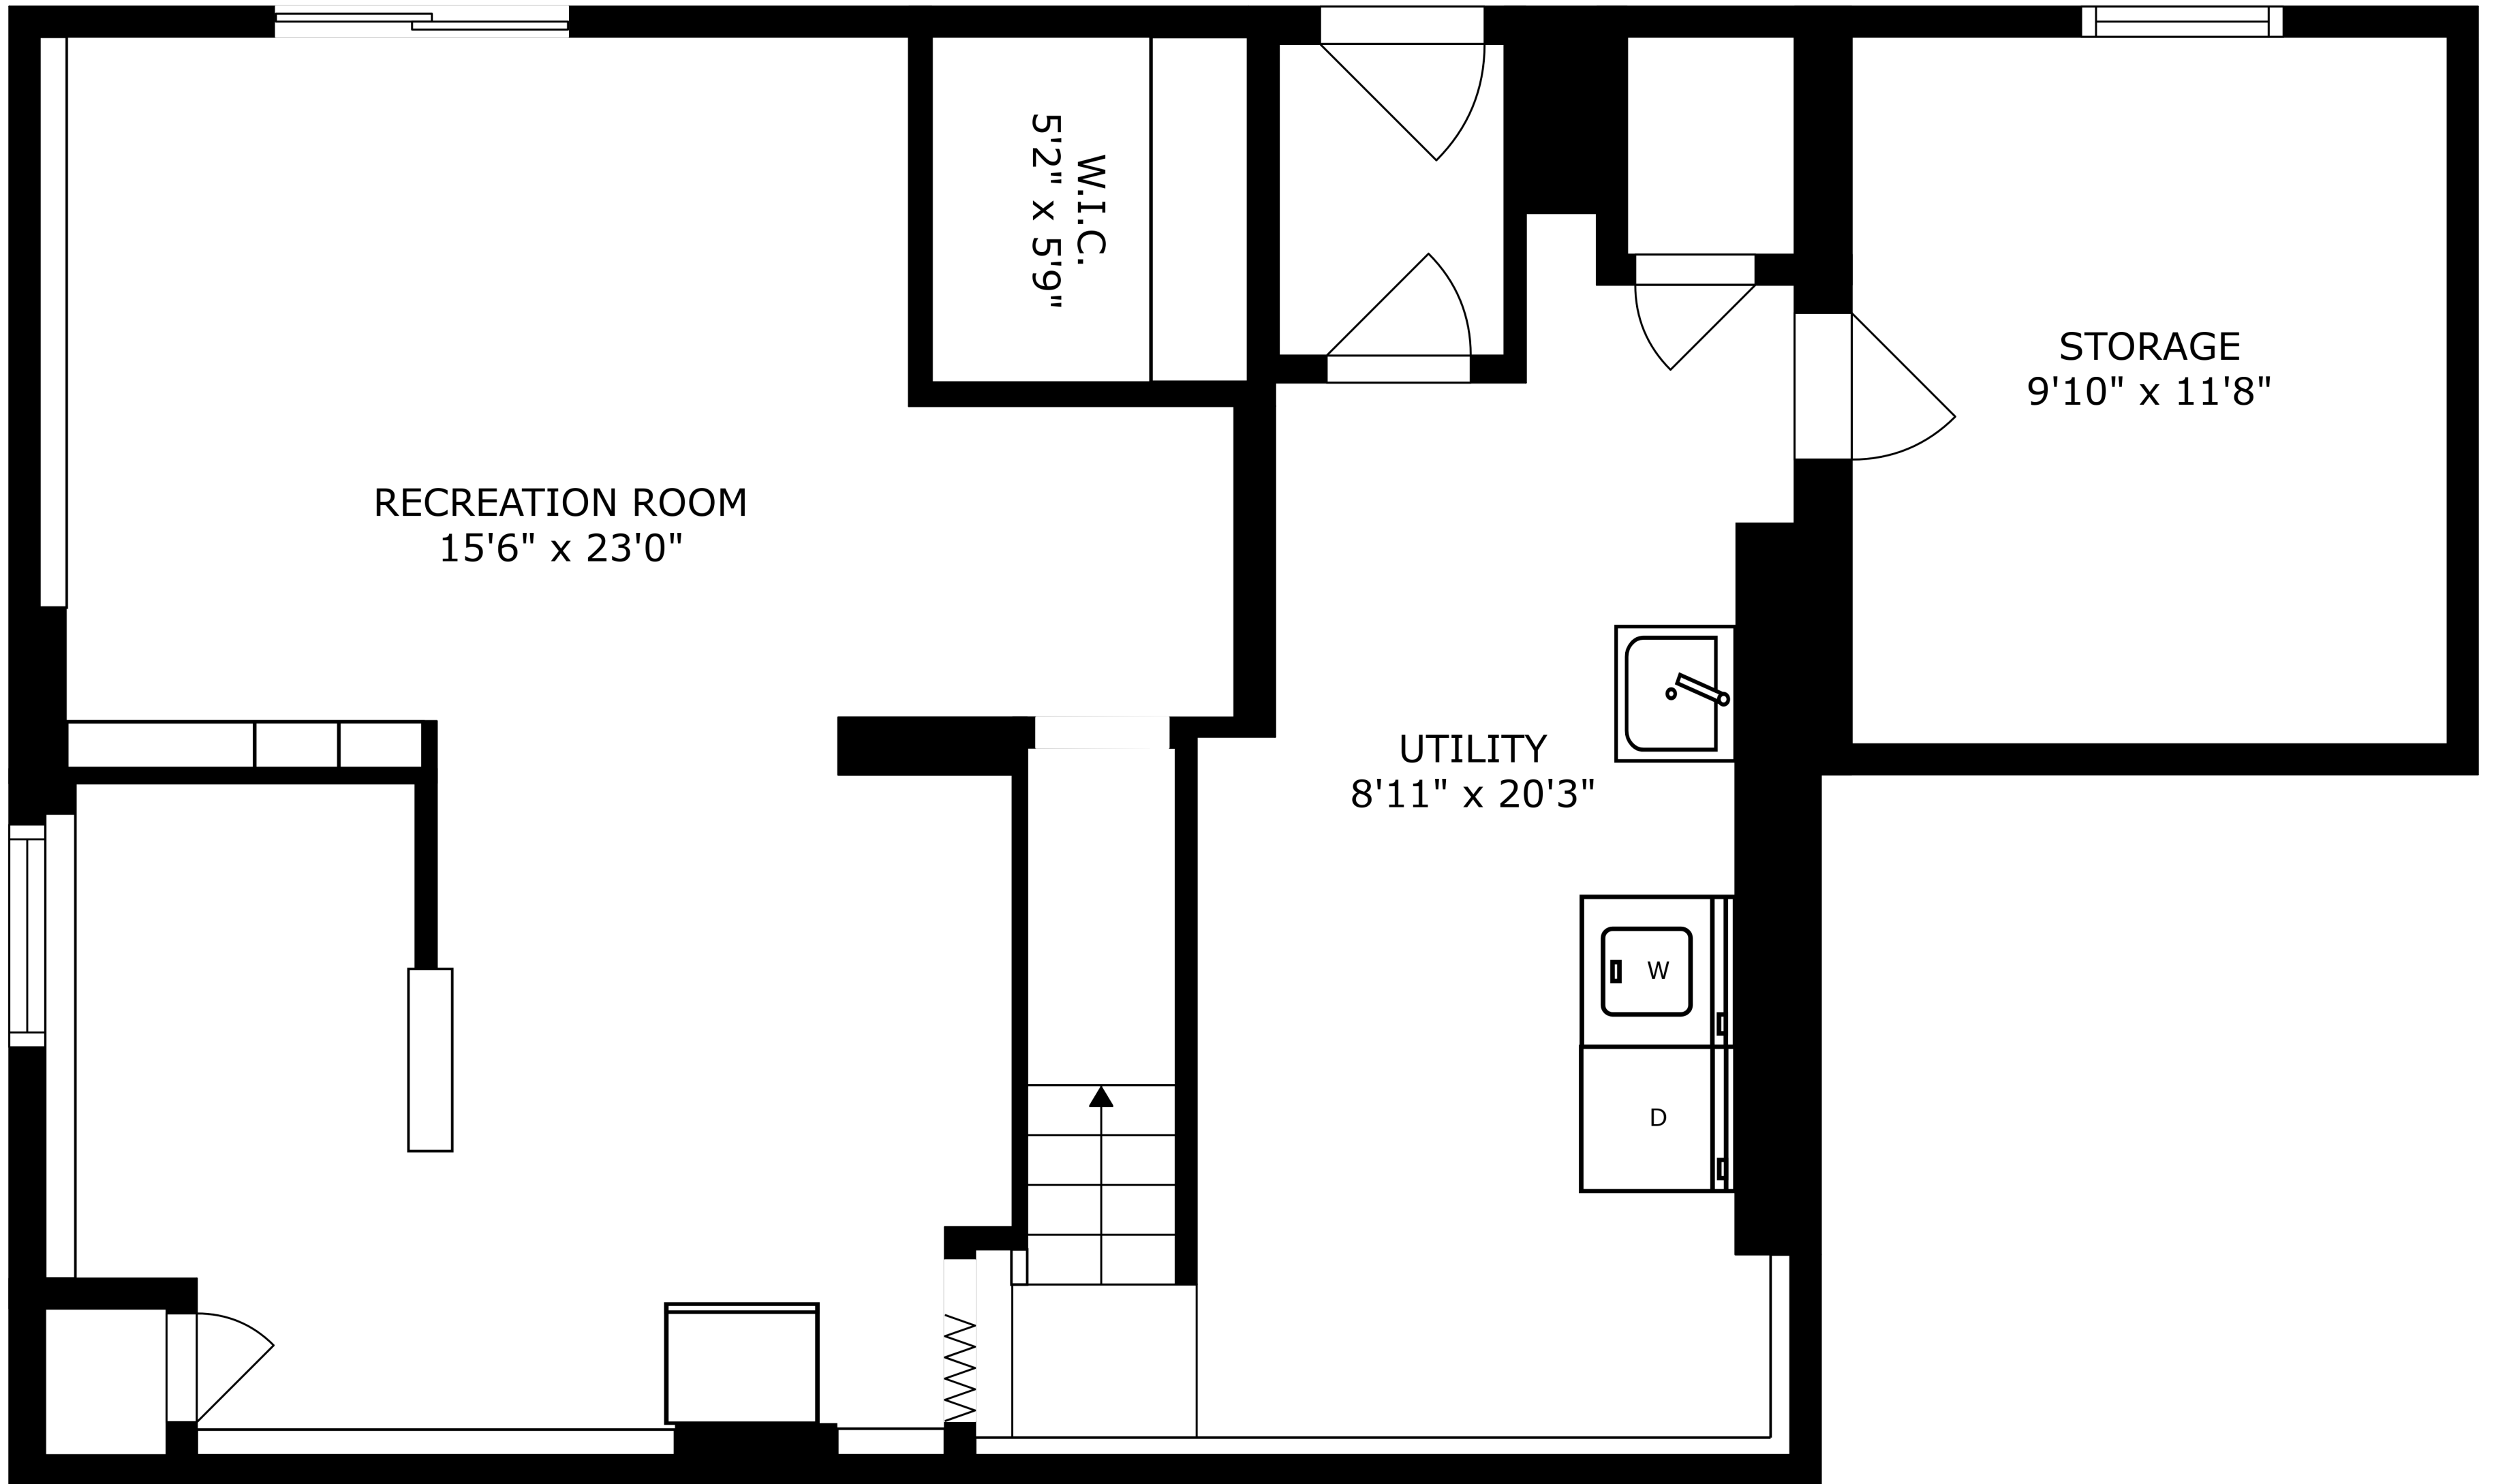 W.I.C.
5'2" x 5'9"
STORAGE
9'10" x 11'8"
RECREATION ROOM
15'6" x 23'0"
UTILITY
8'11" x 20'3"
W
D